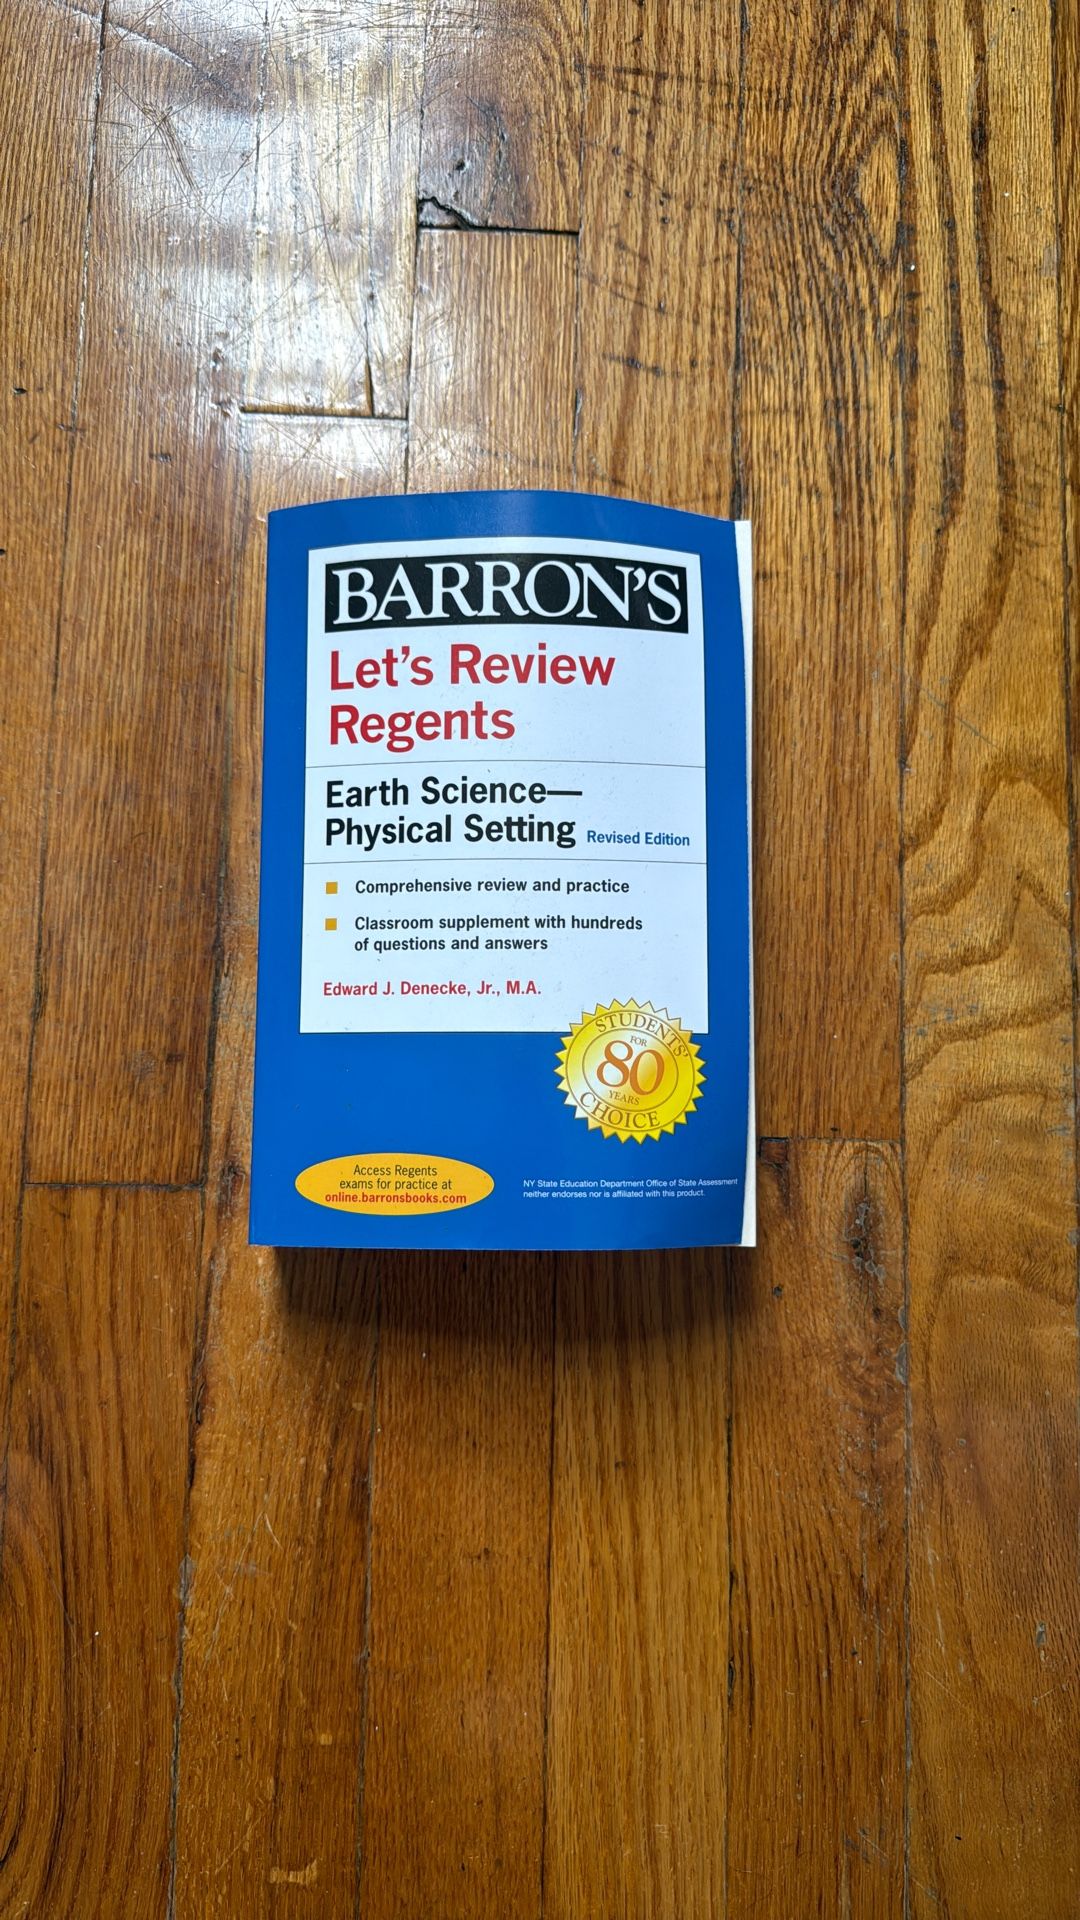 BARRON'S
Let's Review
Regents
Earth Science—
Physical Setting Revised Edition
Comprehensive review and practice
Classroom supplement with hundreds
of questions and answers
Edward J. Denecke, Jr., M.A.
STUDENTS'
FOR
80
YEARS
CHOICE
Access Regents
exams for practice at
online.barronsbooks.com
NY State Education Department Office of State Assessment
neither endorses nor is affiliated with this product.